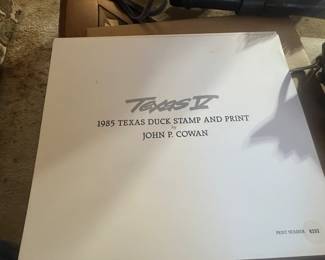 Texas V
1985 TEXAS DUCK STAMP AND PRINT
by
JOHN P. COWAN
PRINT NUMBER